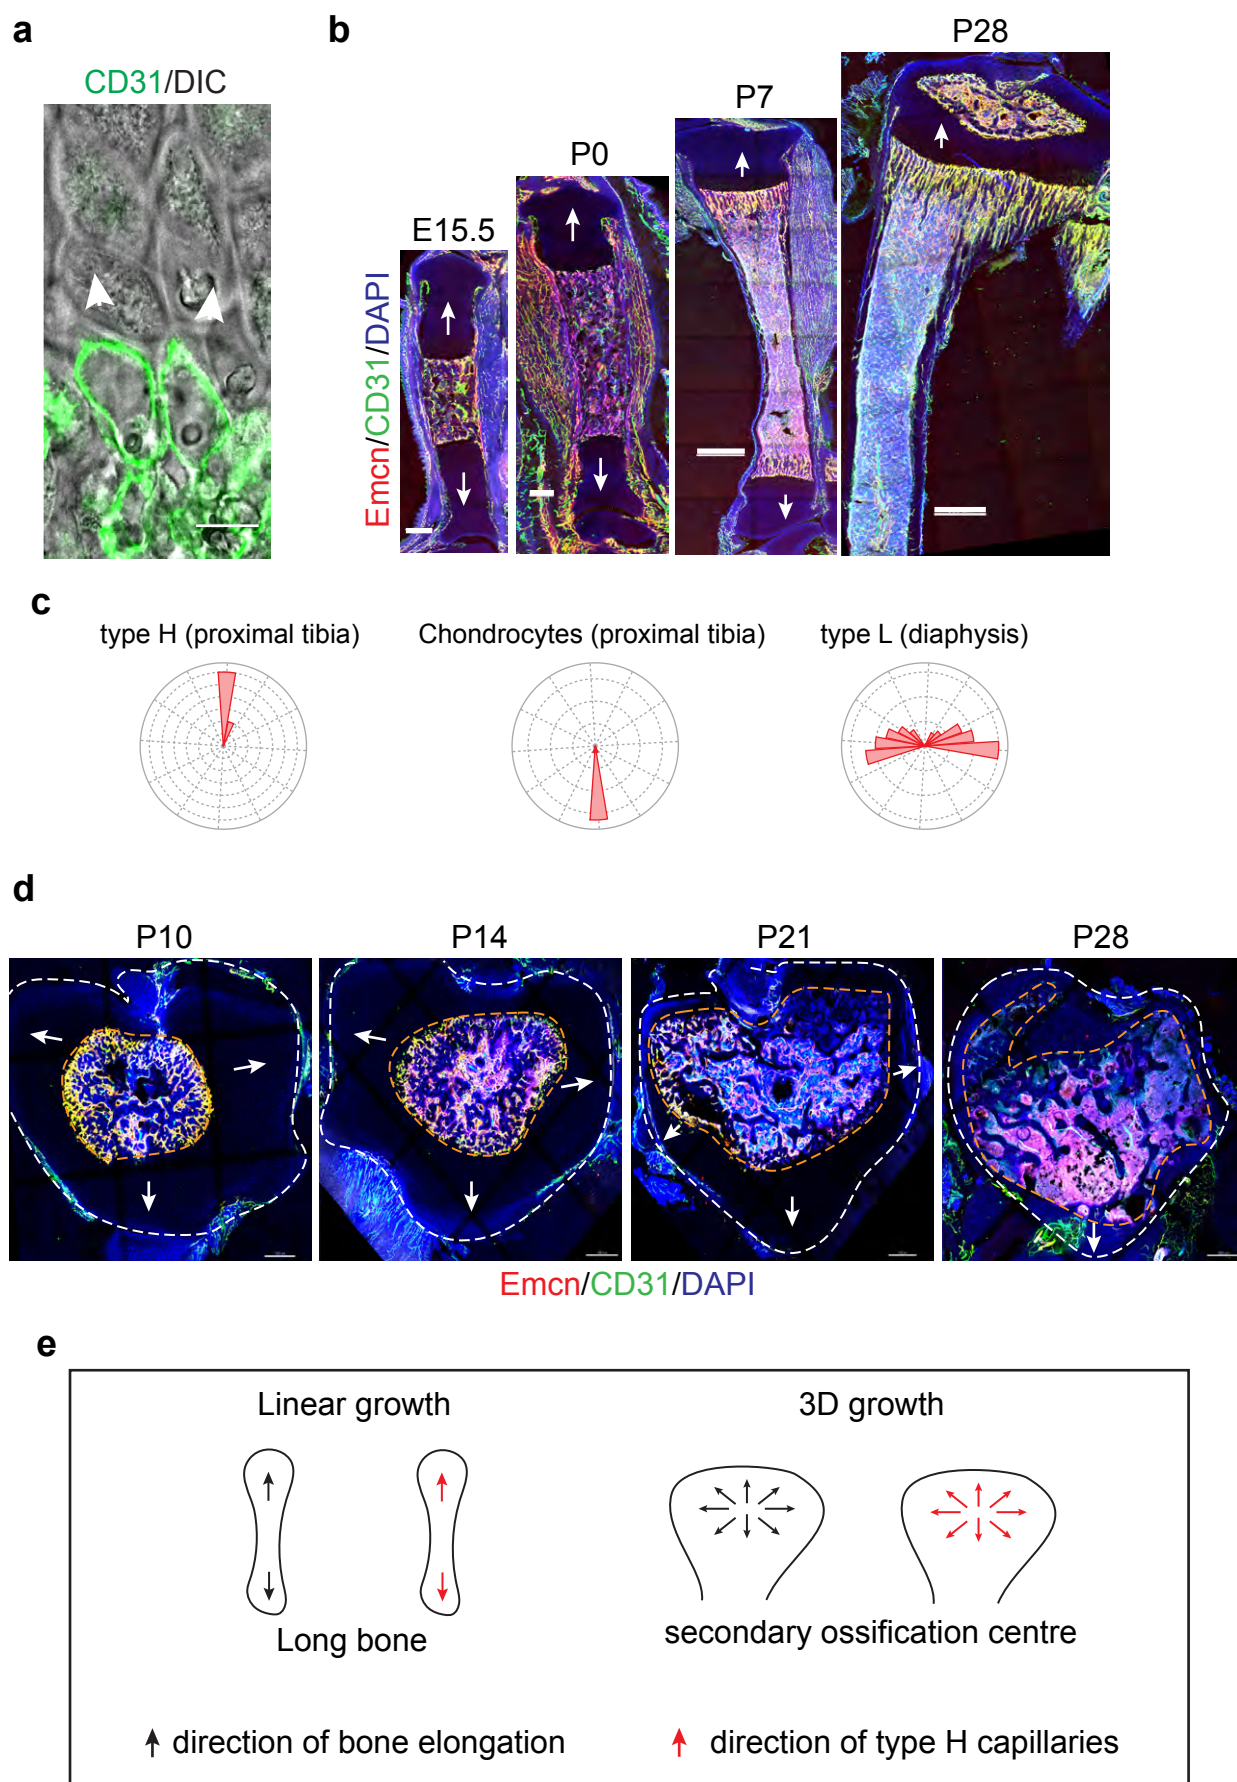 a
CD31/DIC
b
E15.5
P0
P7
P28
Emcn/CD31/DAPI
c
type H (proximal tibia)
Chondrocytes (proximal tibia)
type L (diaphysis)
d
P10
P14
P21
P28
Emcn/CD31/DAPI
e
Linear growth
3D growth
Long bone
secondary ossification centre
direction of bone elongation
direction of type H capillaries